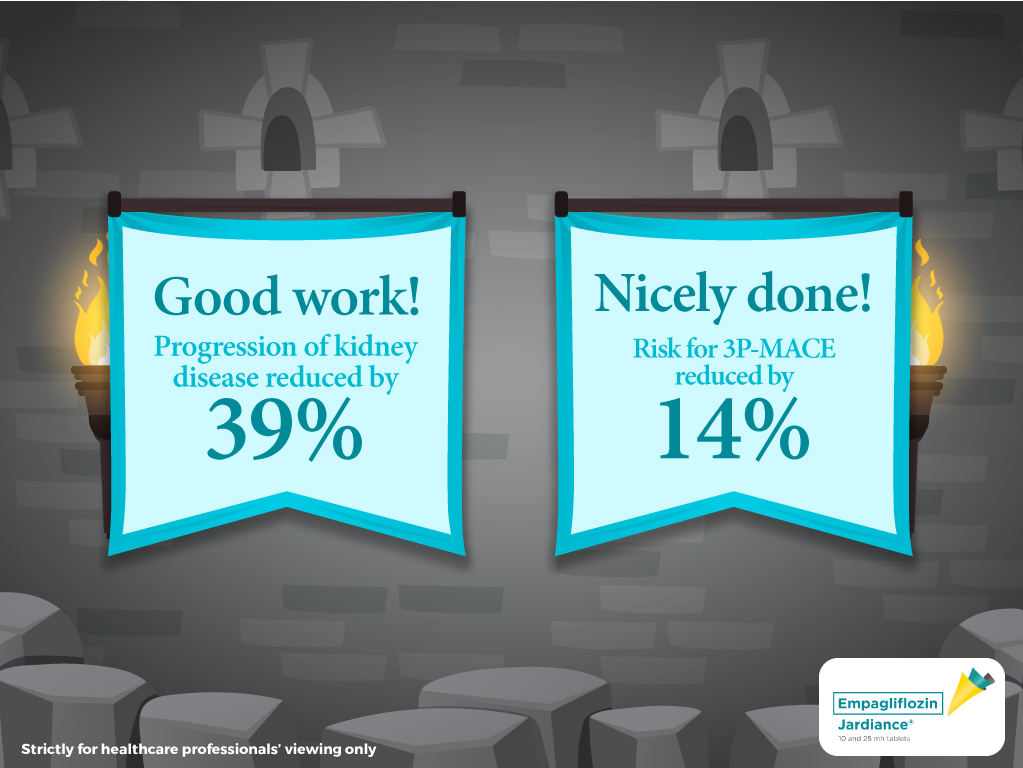 Good work!
Progression of kidney
disease reduced by
39%
Nicely done!
Risk for 3P-MACE
reduced by
14%
Empagliflozin
Jardiance®
10 and 25 mh tablets
Strictly for healthcare professionals' viewing only